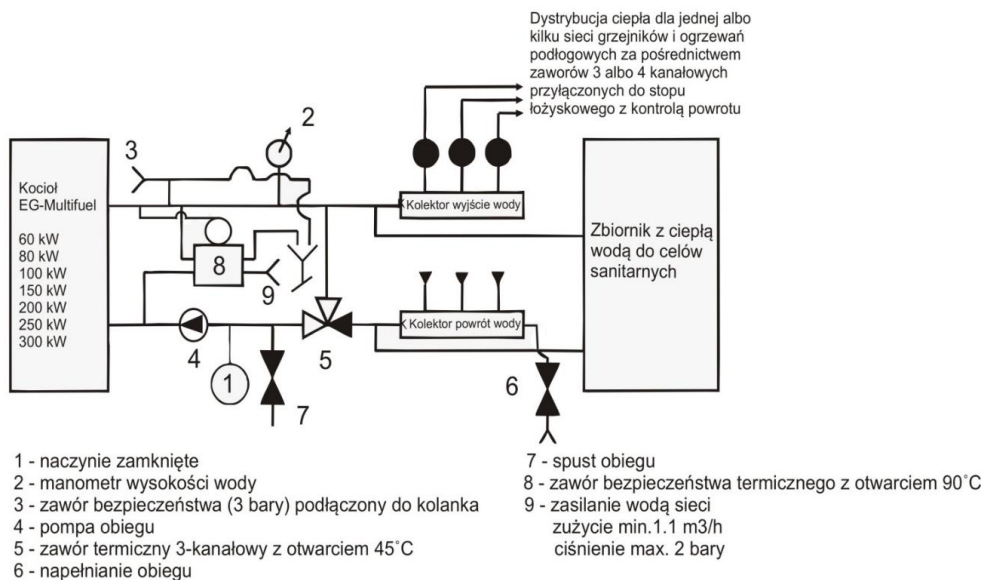 Dystrybucja ciepła dla jednej albo
kilku sieci grzejników i ogrzewań
podłogowych za pośrednictwem
zaworów 3 albo 4 kanałowych
przyłączonych do stopu
łożyskowego z kontrolą powrotu
2
3
Kocioł
EG-Multifuel
60 kW
80 kW
100 kW
150 kW
200 kW
250 kW
300 kW
Kolektor wyjście wody
Zbiornik z ciepłą
wodą do celów
sanitarnych
8
9
Kolektor powrót wody
4
5
1
6
7
1 - naczynie zamknięte
2 - manometr wysokości wody
3 - zawór bezpieczeństwa (3 bary) podłączony do kolanka
4 - pompa obiegu
5 - zawór termiczny 3-kanałowy z otwarciem 45°C
6 - napełnianie obiegu
7 - spust obiegu
8 - zawór bezpieczeństwa termicznego z otwarciem 90°C
9 - zasilanie wodą sieci
zużycie min.1.1 m3/h
ciśnienie max. 2 bary